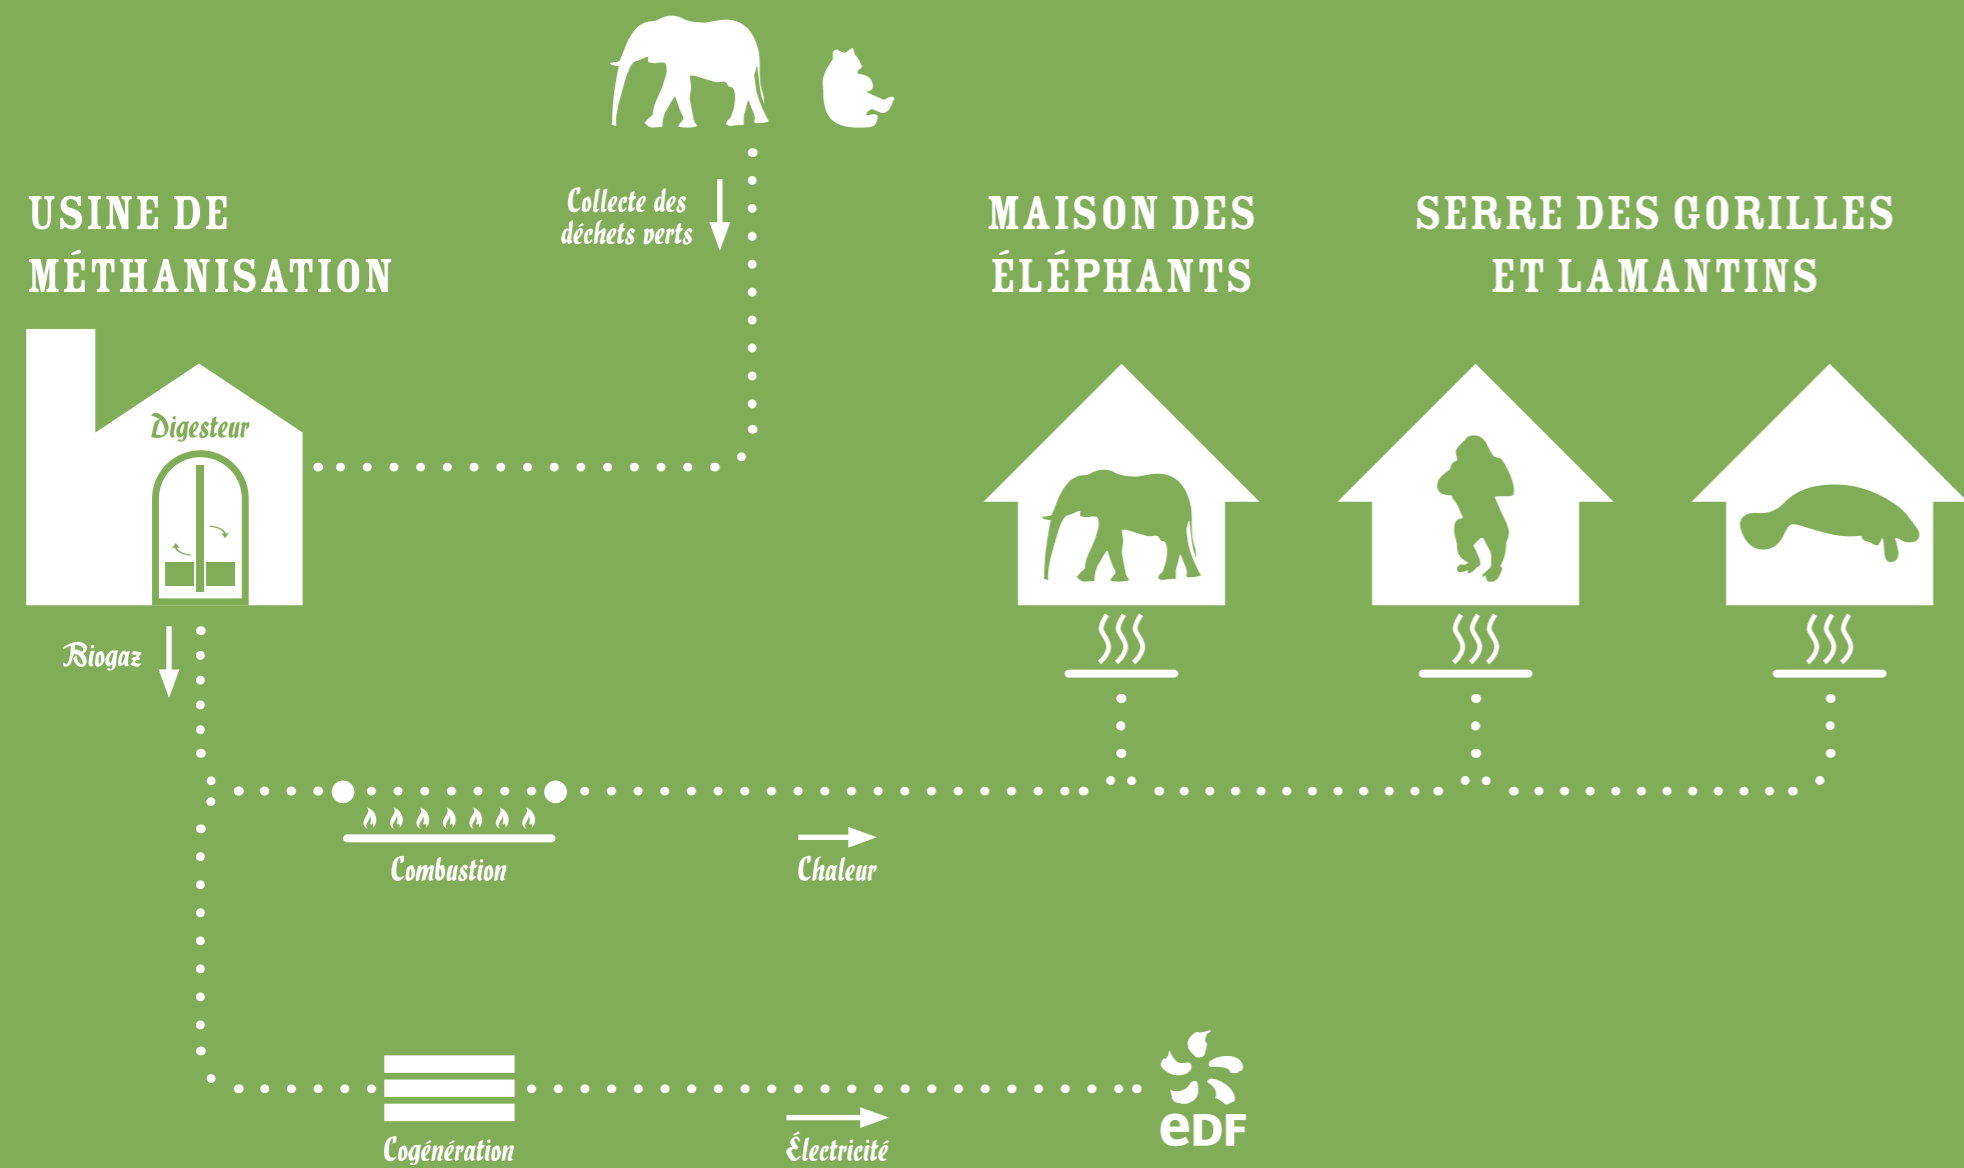 Collecte des
déchets verts
USINE DE
MÉTHANISATION
MAISON DES
ÉLÉPHANTS
SERRE DES GORILLES
ET LAMANTINS
Digesteur
Biogaz
Combustion
Chaleur
Cogénération
Électricité
eDF